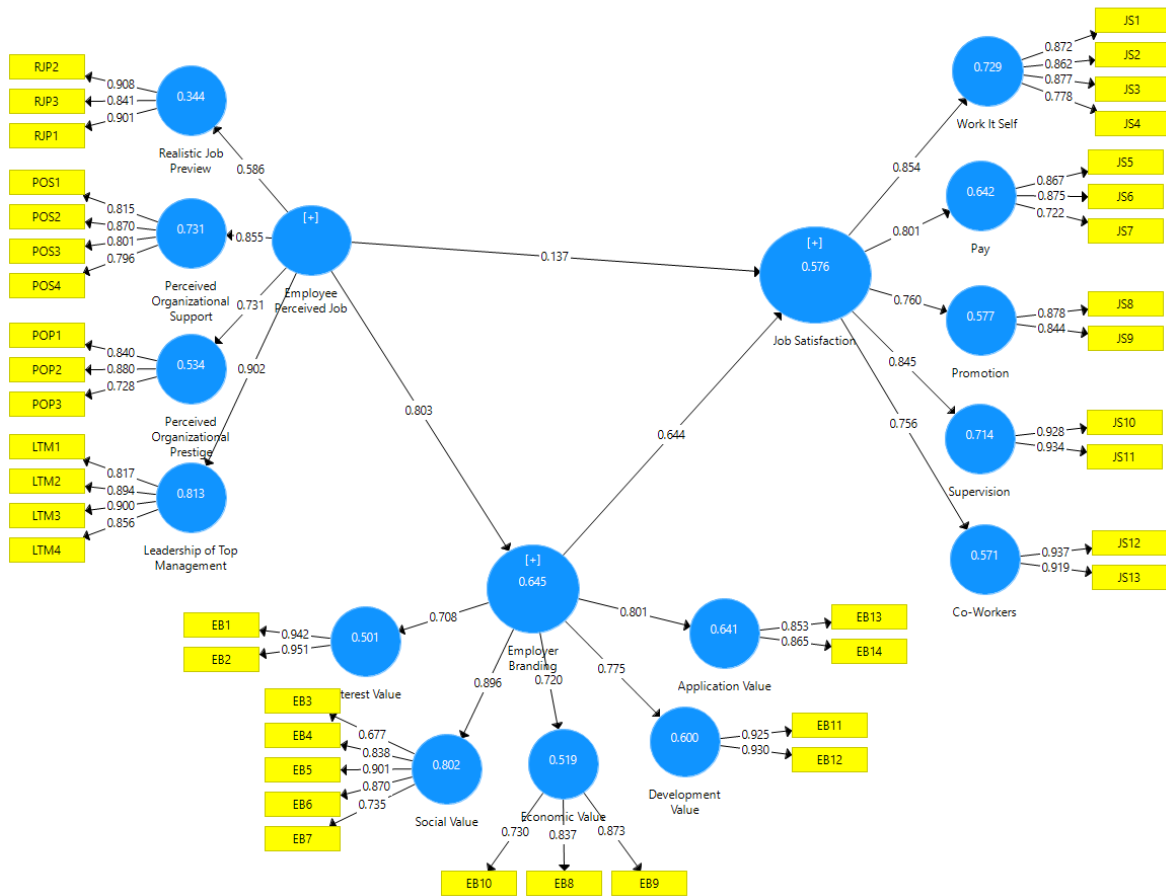 RJP2
RJP3
RJP1
0.908
0.841
0.901
0.344
Realistic Job
Preview
0.586
POS1
POS2
POS3
POS4
0.815
0.870
0.801
0.796
0.731
0.855
Perceived
Organizational
Support
[+]
Employee
Perceived Job
POP1
POP2
POP3
0.840
0.880
0.728
0.534
0.731
Perceived
Organizational
Prestige
LTM1
LTM2
LTM3
LTM4
0.817
0.894
0.900
0.856
0.813
0.902
Leadership of Top
Management
0.137
0.803
0.644
[+]
0.576
Job Satisfaction
0.854
0.729
Work It Self
0.872
0.862
0.877
0.778
JS1
JS2
JS3
JS4
0.801
0.642
Pay
0.867
0.875
0.722
JS5
JS6
JS7
0.760
0.577
Promotion
0.878
0.844
JS8
JS9
0.845
0.714
Supervision
0.928
0.934
JS10
JS11
0.756
0.571
Co-Workers
0.937
0.919
JS12
JS13
[+]
0.645
Employer
Branding
EB1
EB2
0.942
0.951
0.501
0.708
terest Value
EB3
EB4
EB5
EB6
EB7
0.677
0.838
0.901
0.870
0.735
0.802
0.896
Social Value
0.720
0.519
Economic Value
0.730
0.837
0.873
EB10
EB8
EB9
0.775
0.600
Development
Value
0.925
0.930
EB11
EB12
0.801
0.641
Application Value
0.853
0.865
EB13
EB14